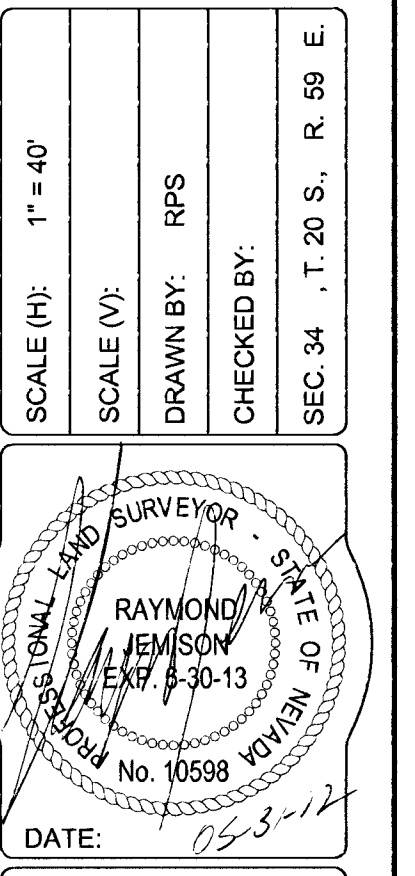 SCALE (H): 1" = 40'
SCALE (V):
DRAWN BY: RPS
CHECKED BY:
SEC. 34 , T. 20 S., R. 59 E.
PROFESSIONAL LAND SURVEYOR - STATE OF NEVADA
RAYMOND
JEMISON
EXP. 6-30-13
No. 10598
DATE: 05-31-12